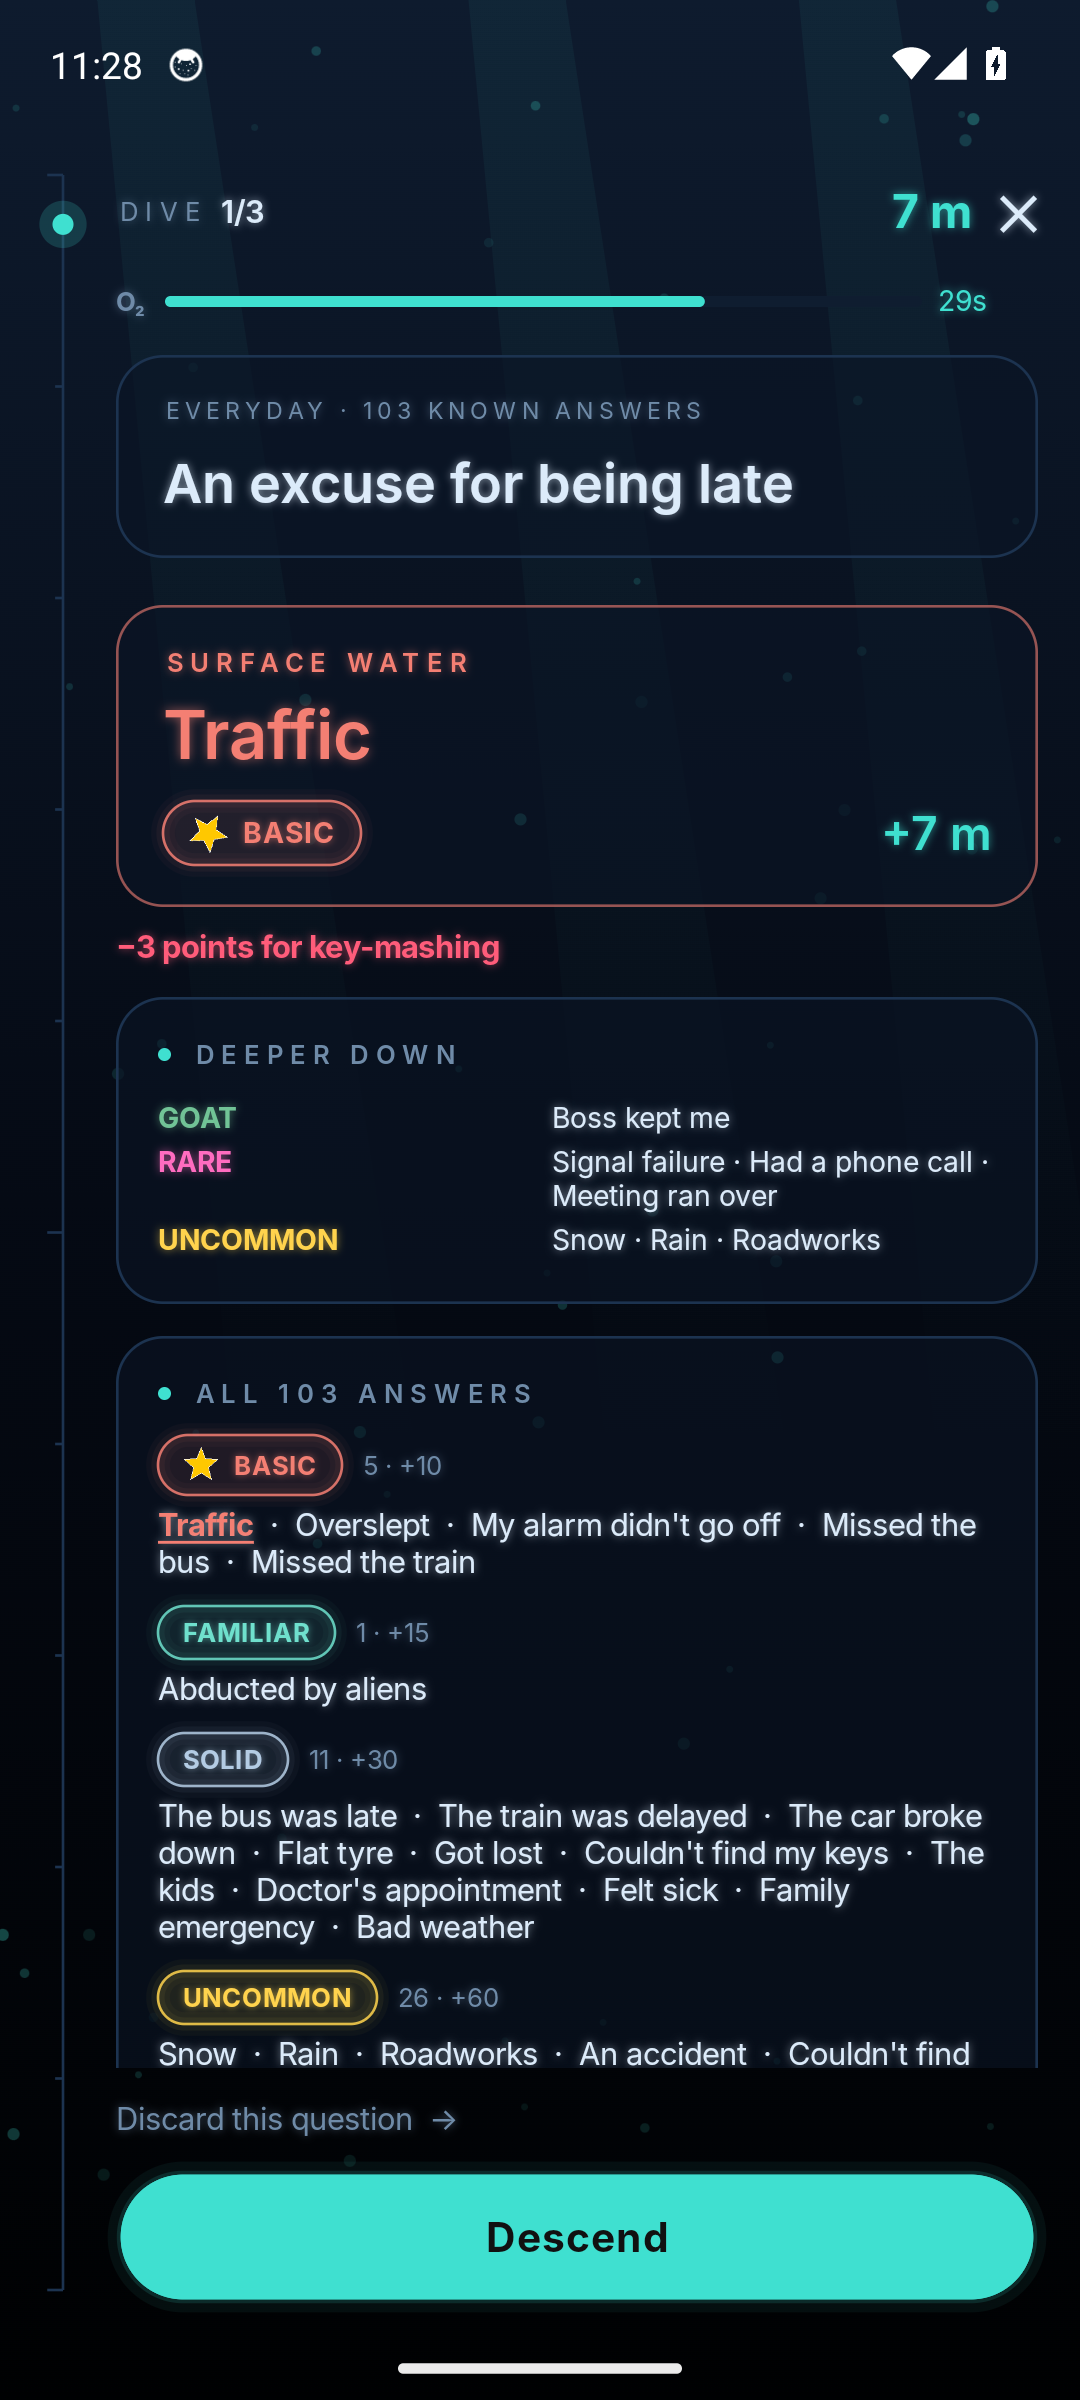 11:28
DIVE 1/3
7 m
O₂
29s
EVERYDAY · 103 KNOWN ANSWERS
An excuse for being late
SURFACE WATER
Traffic
BASIC
+7 m
−3 points for key-mashing
DEEPER DOWN
GOAT Boss kept me
RARE Signal failure · Had a phone call ·
Meeting ran over
UNCOMMON Snow · Rain · Roadworks
ALL 103 ANSWERS
BASIC 5 · +10
Traffic · Overslept · My alarm didn't go off · Missed the
bus · Missed the train
FAMILIAR 1 · +15
Abducted by aliens
SOLID 11 · +30
The bus was late · The train was delayed · The car broke
down · Flat tyre · Got lost · Couldn't find my keys · The
kids · Doctor's appointment · Felt sick · Family
emergency · Bad weather
UNCOMMON 26 · +60
Snow · Rain · Roadworks · An accident · Couldn't find
Discard this question →
Descend